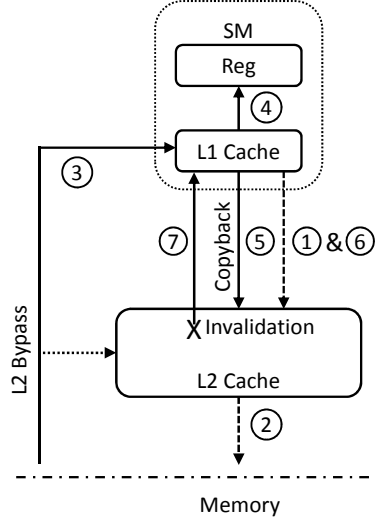 SM
Reg
④
L1 Cache
③
⑦
Copyback
⑤
① & ⑥
L2 Bypass
X Invalidation
L2 Cache
②
Memory